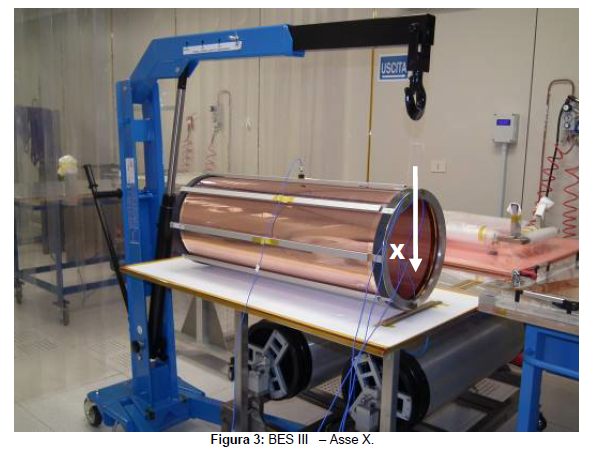 USCITA
X
Figura 3: BES III – Asse X.